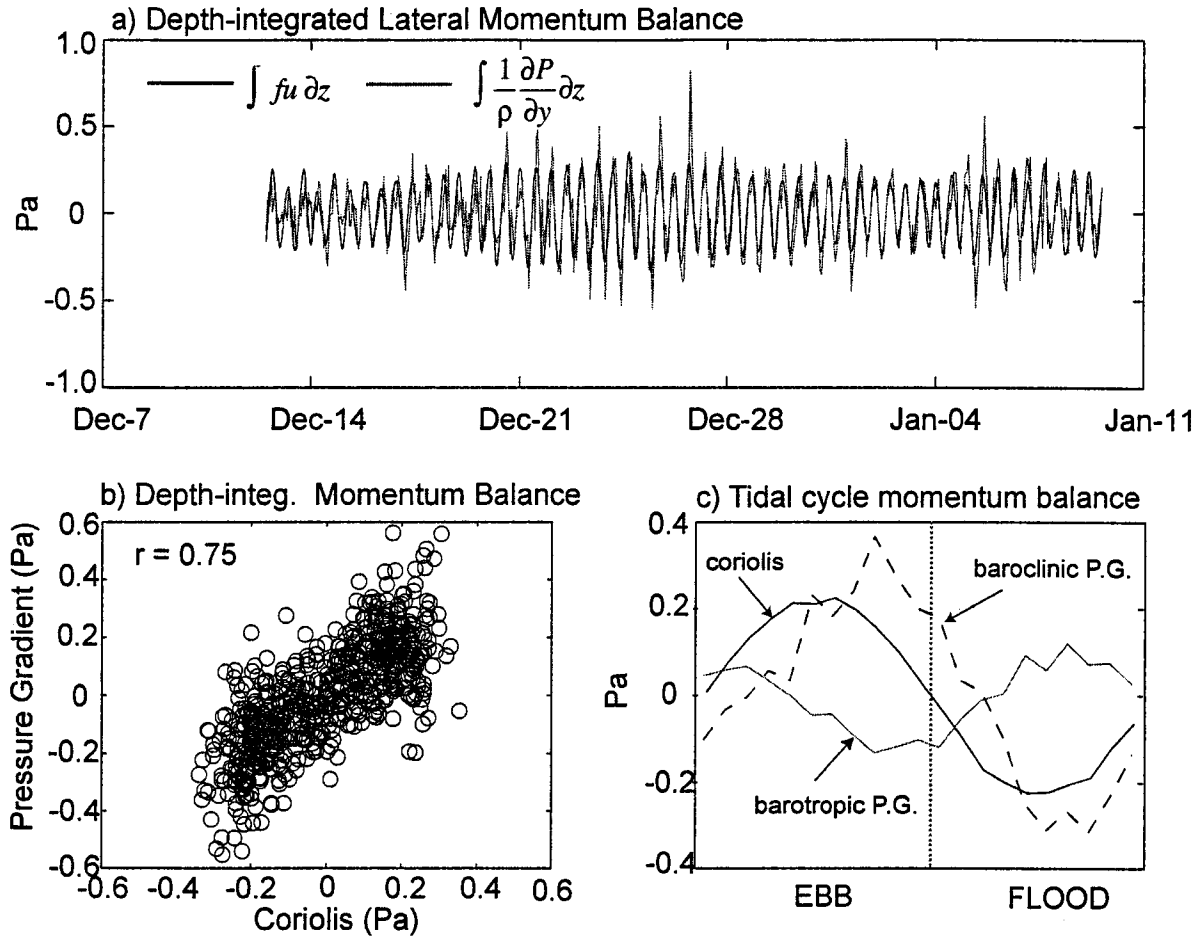 a) Depth-integrated Lateral Momentum Balance
1.0
0.5
0
-0.5
-1.0
Pa
∫ fu ∂z
∫ 1/ρ ∂P/∂y ∂z
Dec-7 Dec-14 Dec-21 Dec-28 Jan-04 Jan-11
b) Depth-integ. Momentum Balance
r = 0.75
0.6
0.4
0.2
0
-0.2
-0.4
-0.6
Pressure Gradient (Pa)
-0.6 -0.4 -0.2 0 0.2 0.4 0.6
Coriolis (Pa)
c) Tidal cycle momentum balance
0.4
0.2
0
-0.2
-0.4
Pa
coriolis
baroclinic P.G.
barotropic P.G.
EBB FLOOD